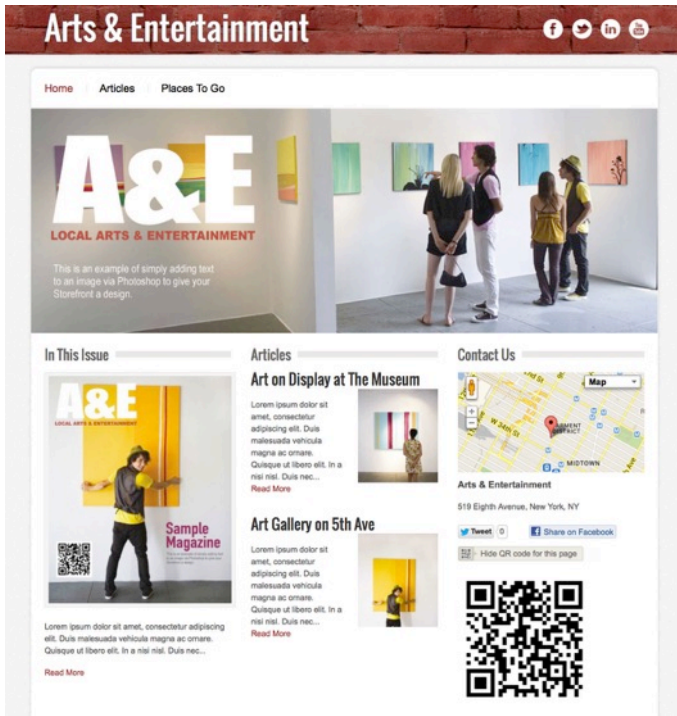 Arts & Entertainment
Home
Articles
Places To Go
A&E
LOCAL ARTS & ENTERTAINMENT
This is an example of simply adding text
to an image via Photoshop to give your
Storefront a design.
In This Issue
A&E
LOCAL ARTS & ENTERTAINMENT
Sample
Magazine
Lorem ipsum dolor sit amet, consectetur adipiscing
elit. Duis malesuada vehicula magna ac ornare.
Quisque ut libero elit. In a nisi nisl. Duis nec...
Read More
Articles
Art on Display at The Museum
Lorem ipsum dolor sit
amet, consectetur
adipiscing elit. Duis
malesuada vehicula
magna ac ornare.
Quisque ut libero elit. In a
nisi nisl. Duis nec...
Read More
Art Gallery on 5th Ave
Lorem ipsum dolor sit
amet, consectetur
adipiscing elit. Duis
malesuada vehicula
magna ac ornare.
Quisque ut libero elit. In a
nisi nisl. Duis nec...
Read More
Contact Us
Map
W 34th St
MIDTOWN
Arts & Entertainment
519 Eighth Avenue, New York, NY
Tweet 0
Share on Facebook
Hide QR code for this page